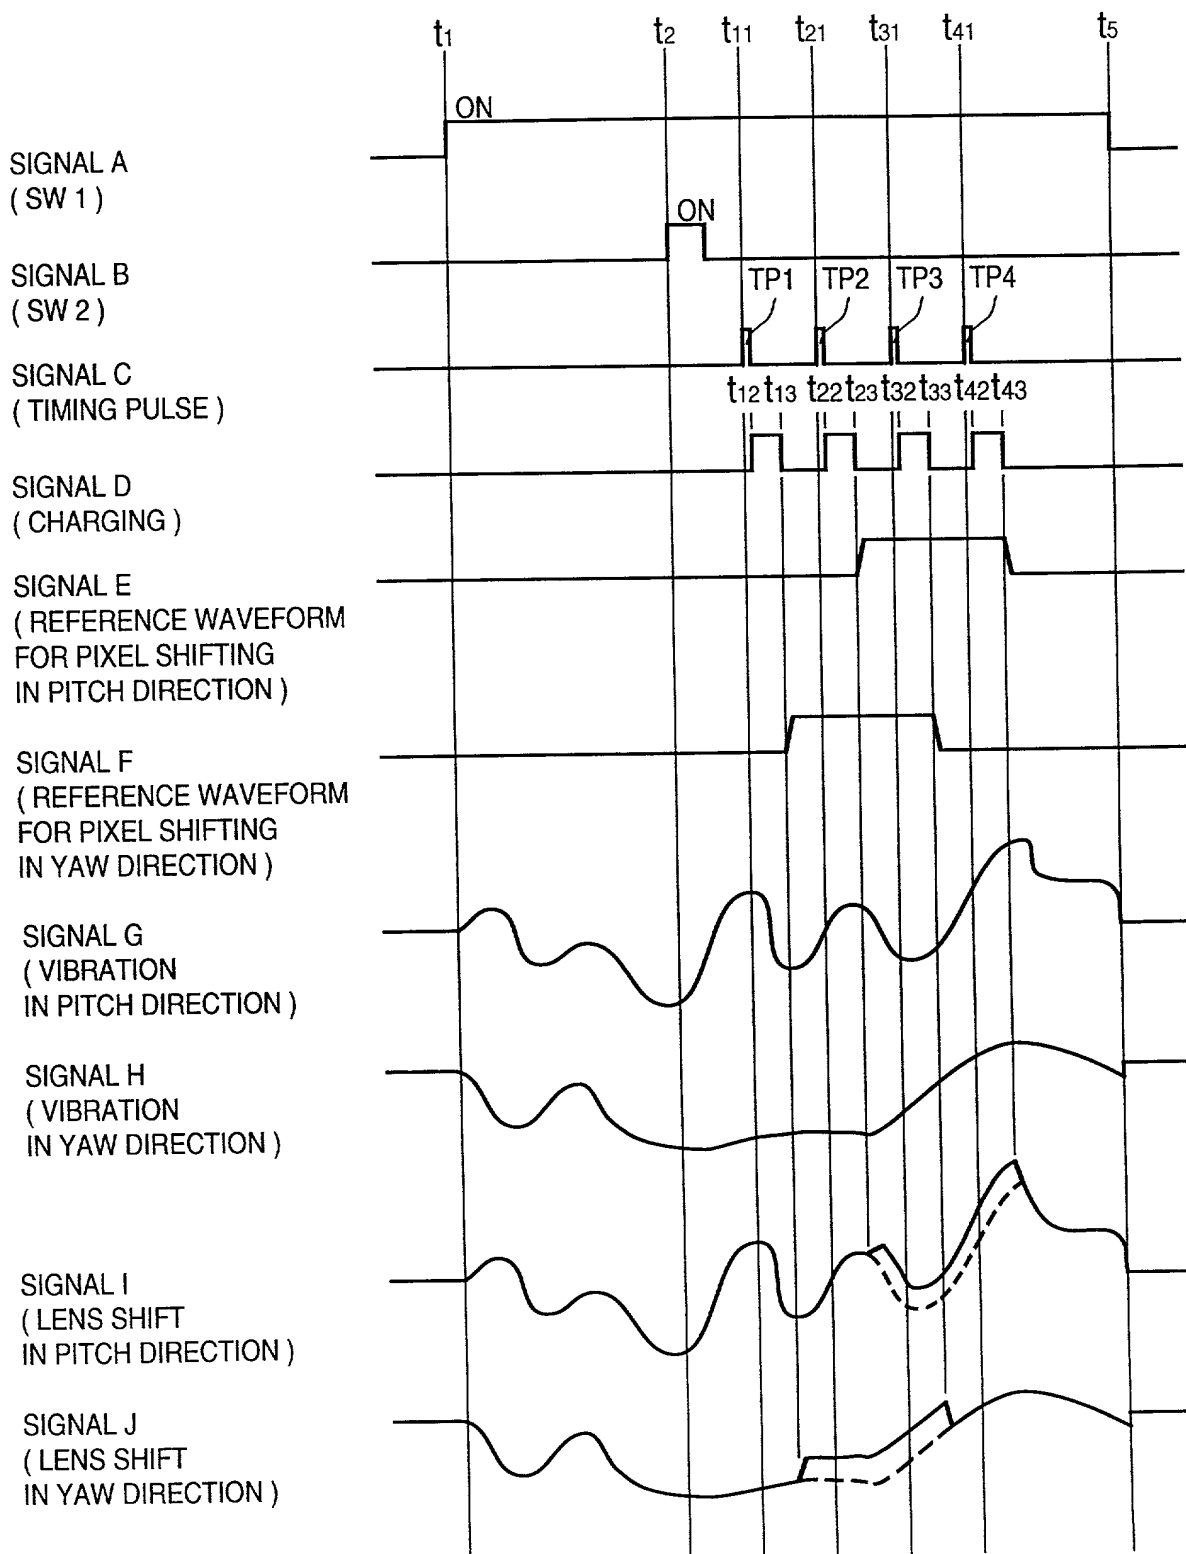 t1 t2 t11 t21 t31 t41 t5
ON
SIGNAL A
( SW 1 )
ON
SIGNAL B
( SW 2 )
TP1 TP2 TP3 TP4
SIGNAL C
( TIMING PULSE )
t12 t13 t22 t23 t32 t33 t42 t43
SIGNAL D
( CHARGING )
SIGNAL E
( REFERENCE WAVEFORM
FOR PIXEL SHIFTING
IN PITCH DIRECTION )
SIGNAL F
( REFERENCE WAVEFORM
FOR PIXEL SHIFTING
IN YAW DIRECTION )
SIGNAL G
( VIBRATION
IN PITCH DIRECTION )
SIGNAL H
( VIBRATION
IN YAW DIRECTION )
SIGNAL I
( LENS SHIFT
IN PITCH DIRECTION )
SIGNAL J
( LENS SHIFT
IN YAW DIRECTION )